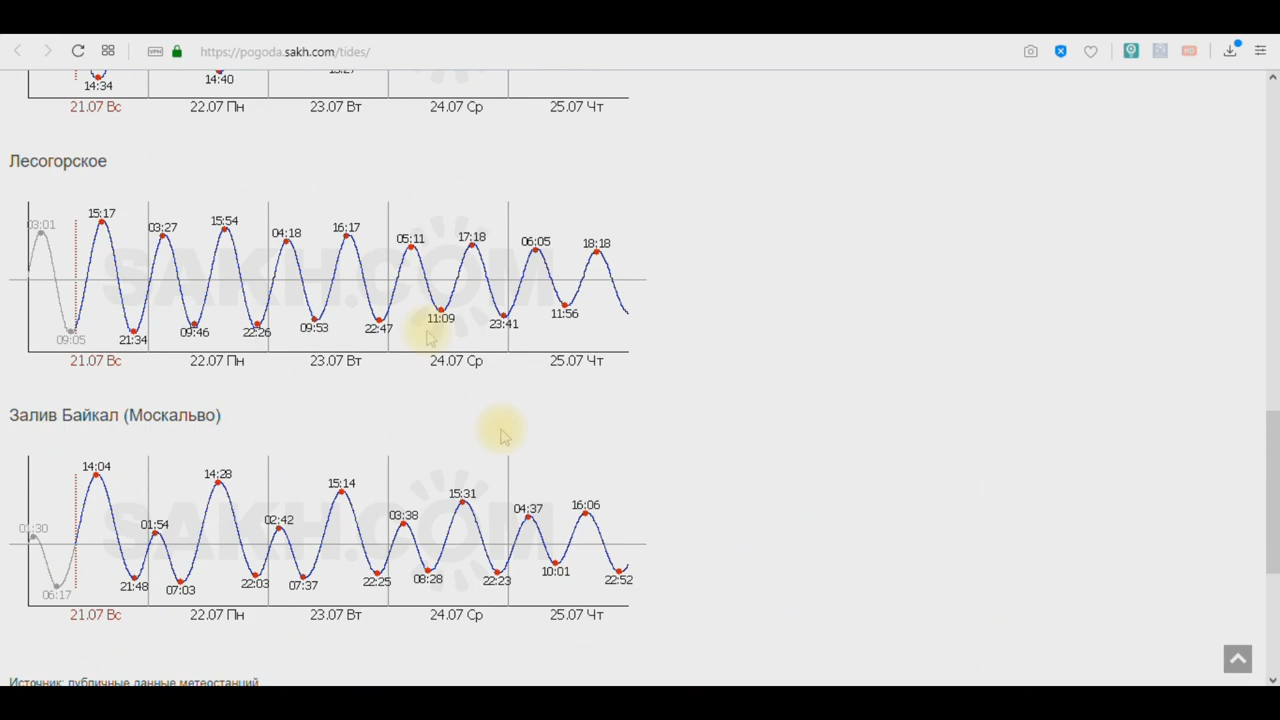 VPN
https://pogoda.sakh.com/tides/
14:34
14:40
21.07 Вс
22.07 Пн
23.07 Вт
24.07 Ср
25.07 Чт
Лесогорское
SAKH.COM
03:01
15:17
03:27
15:54
04:18
16:17
05:11
17:18
06:05
18:18
09:05
21:34
09:46
22:26
09:53
22:47
11:09
23:41
11:56
21.07 Вс
22.07 Пн
23.07 Вт
24.07 Ср
25.07 Чт
Залив Байкал (Москальво)
SAKH.COM
14:04
01:54
14:28
02:42
15:14
03:38
15:31
04:37
16:06
06:17
21:48
07:03
22:03
07:37
22:25
08:28
22:23
10:01
22:52
21.07 Вс
22.07 Пн
23.07 Вт
24.07 Ср
25.07 Чт
Источник: публичные данные метеостанций